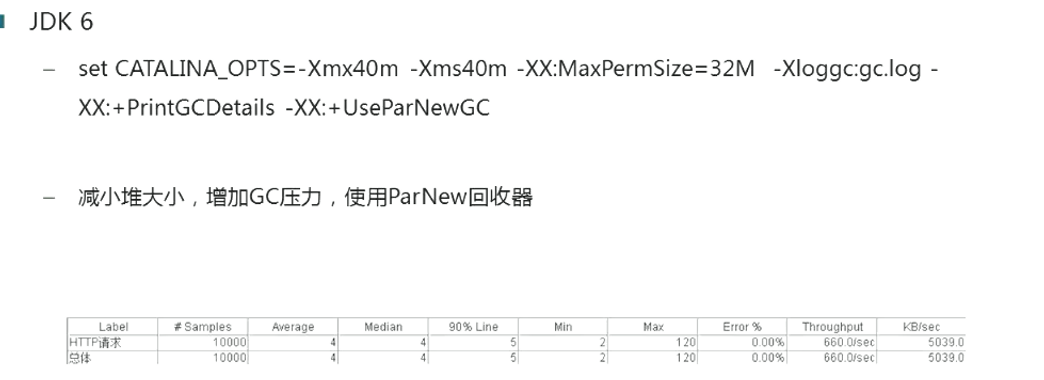 JDK 6
– set CATALINA_OPTS=-Xmx40m -Xms40m -XX:MaxPermSize=32M -Xloggc:gc.log -
XX:+PrintGCDetails -XX:+UseParNewGC
– 减小堆大小，增加GC压力，使用ParNew回收器
Label # Samples Average Median 90% Line Min Max Error % Throughput KB/sec
HTTP请求 10000 4 4 5 2 120 0.00% 660.0/sec 5039.0
总体 10000 4 4 5 2 120 0.00% 660.0/sec 5039.0